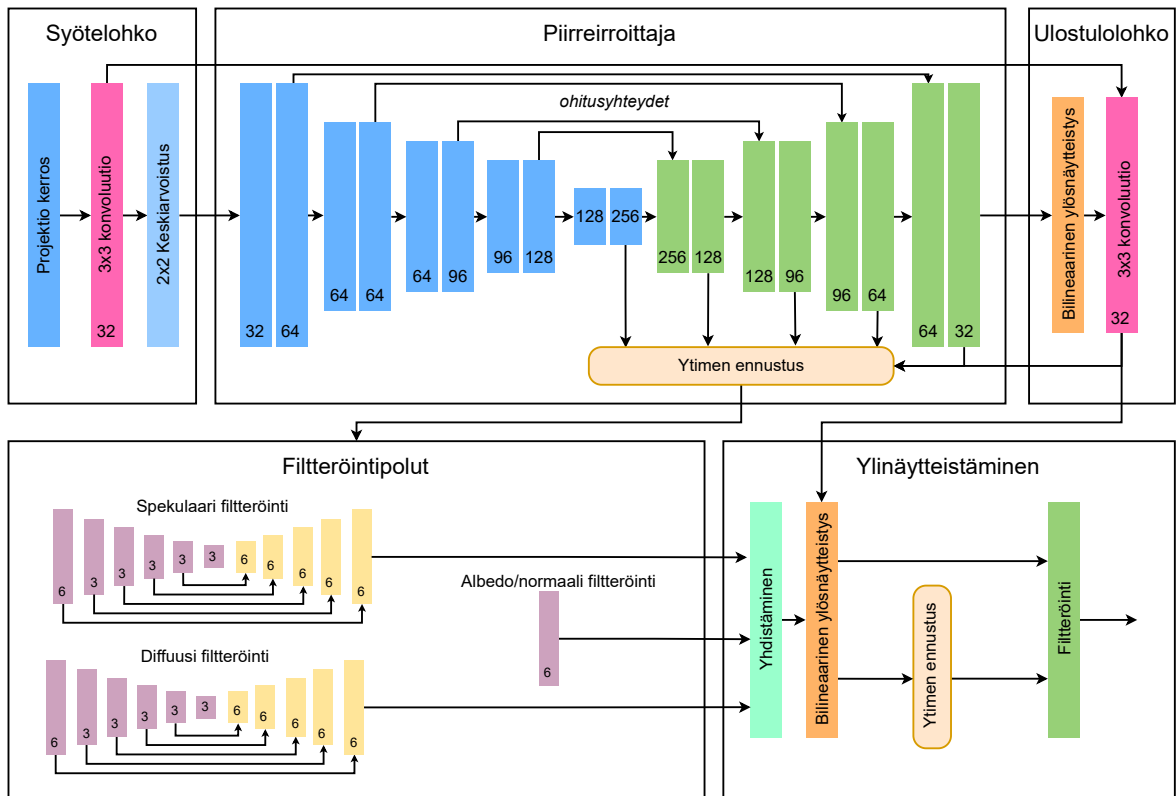 Syötelohko
Piirreirroittaja
Ulostulolohko
ohitusyhteydet
Projektio kerros
3x3 konvoluutio
32
2x2 Keskiarvoistus
32
64
64
64
64
96
96
128
128
256
256
128
128
96
96
64
64
32
Bilineaarinen ylösnäytteistys
3x3 konvoluutio
32
Ytimen ennustus
Filtteröintipolut
Ylinäytteistäminen
Spekulaari filtteröinti
6
3
3
3
3
3
6
6
6
6
6
Albedo/normaali filtteröinti
6
Diffuusi filtteröinti
6
3
3
3
3
3
6
6
6
6
6
Yhdistäminen
Bilineaarinen ylösnäytteistys
Ytimen ennustus
Filtteröinti